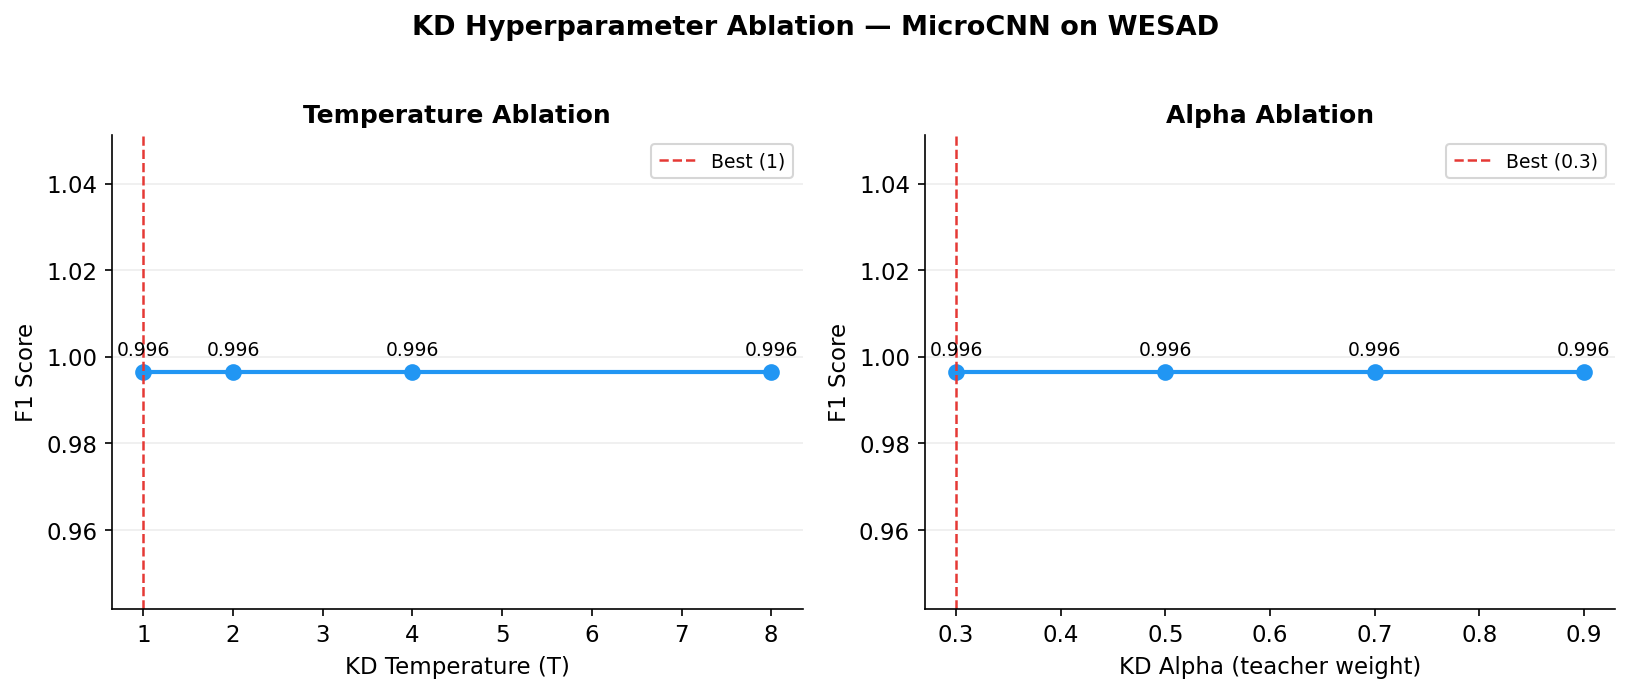 KD Hyperparameter Ablation — MicroCNN on WESAD
Temperature Ablation
Best (1)
1.04
1.02
1.00
0.98
0.96
F1 Score
0.996 0.996 0.996 0.996
1 2 3 4 5 6 7 8
KD Temperature (T)
Alpha Ablation
Best (0.3)
1.04
1.02
1.00
0.98
0.96
F1 Score
0.996 0.996 0.996 0.996
0.3 0.4 0.5 0.6 0.7 0.8 0.9
KD Alpha (teacher weight)